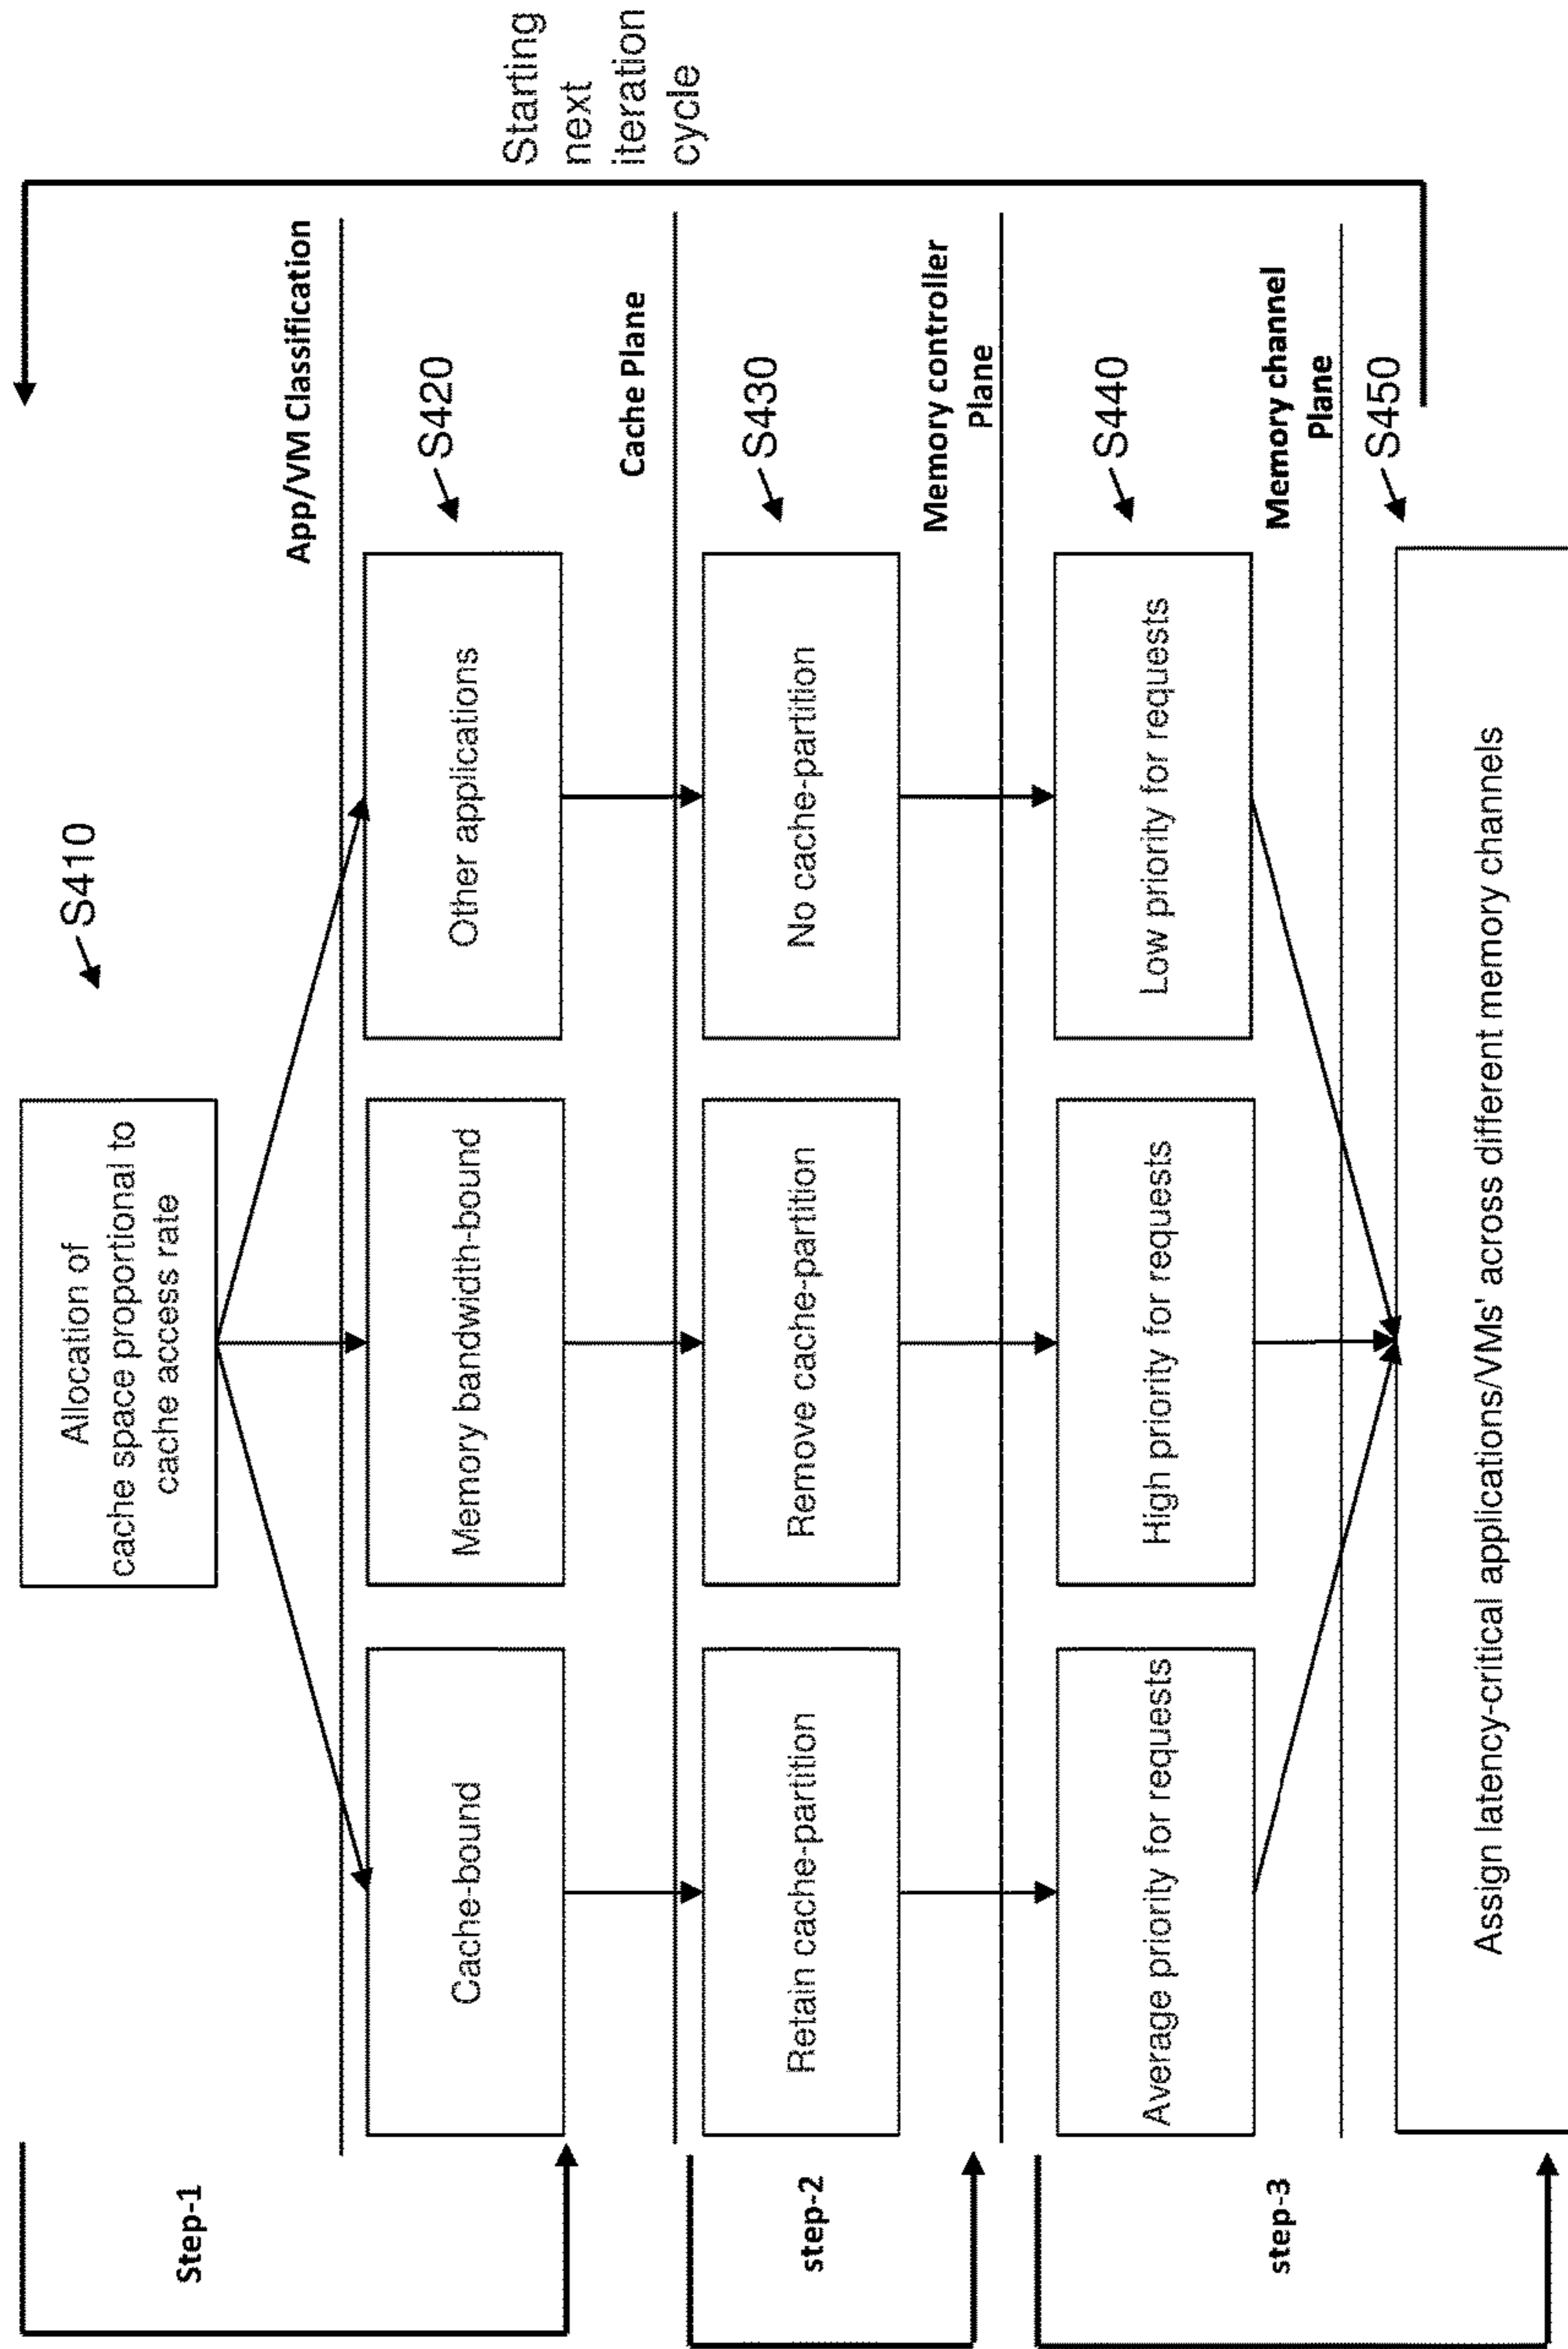 S410
Allocation of
cache space proportional to
cache access rate
Starting
next
iteration
cycle
Step-1
App/VM Classification
S420
Cache-bound
Memory bandwidth-bound
Other applications
Cache Plane
S430
step-2
Retain cache-partition
Remove cache-partition
No cache-partition
Memory controller
Plane
S440
step-3
Average priority for requests
High priority for requests
Low priority for requests
Memory channel
Plane
S450
Assign latency-critical applications/VMs' across different memory channels